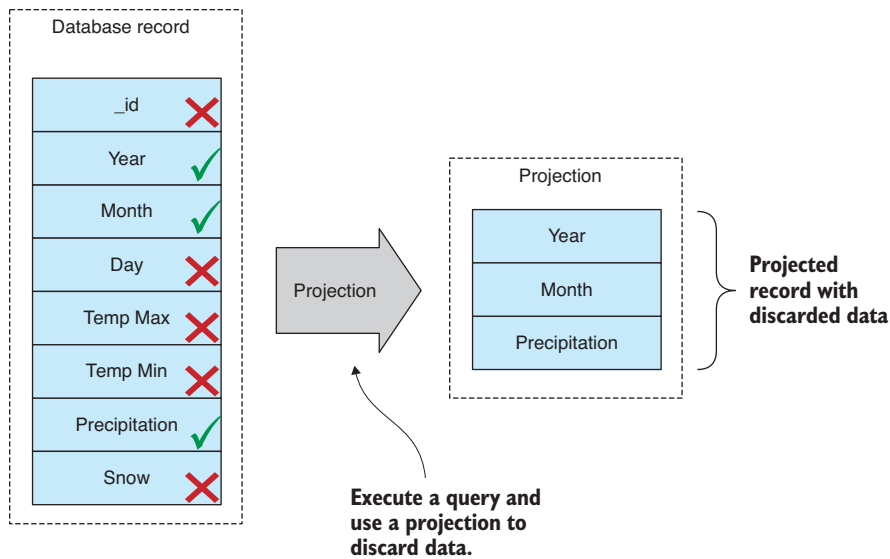 Database record
_id
Year
Month
Day
Temp Max
Temp Min
Precipitation
Snow
Projection
Execute a query and
use a projection to
discard data.
Projection
Year
Month
Precipitation
Projected
record with
discarded data